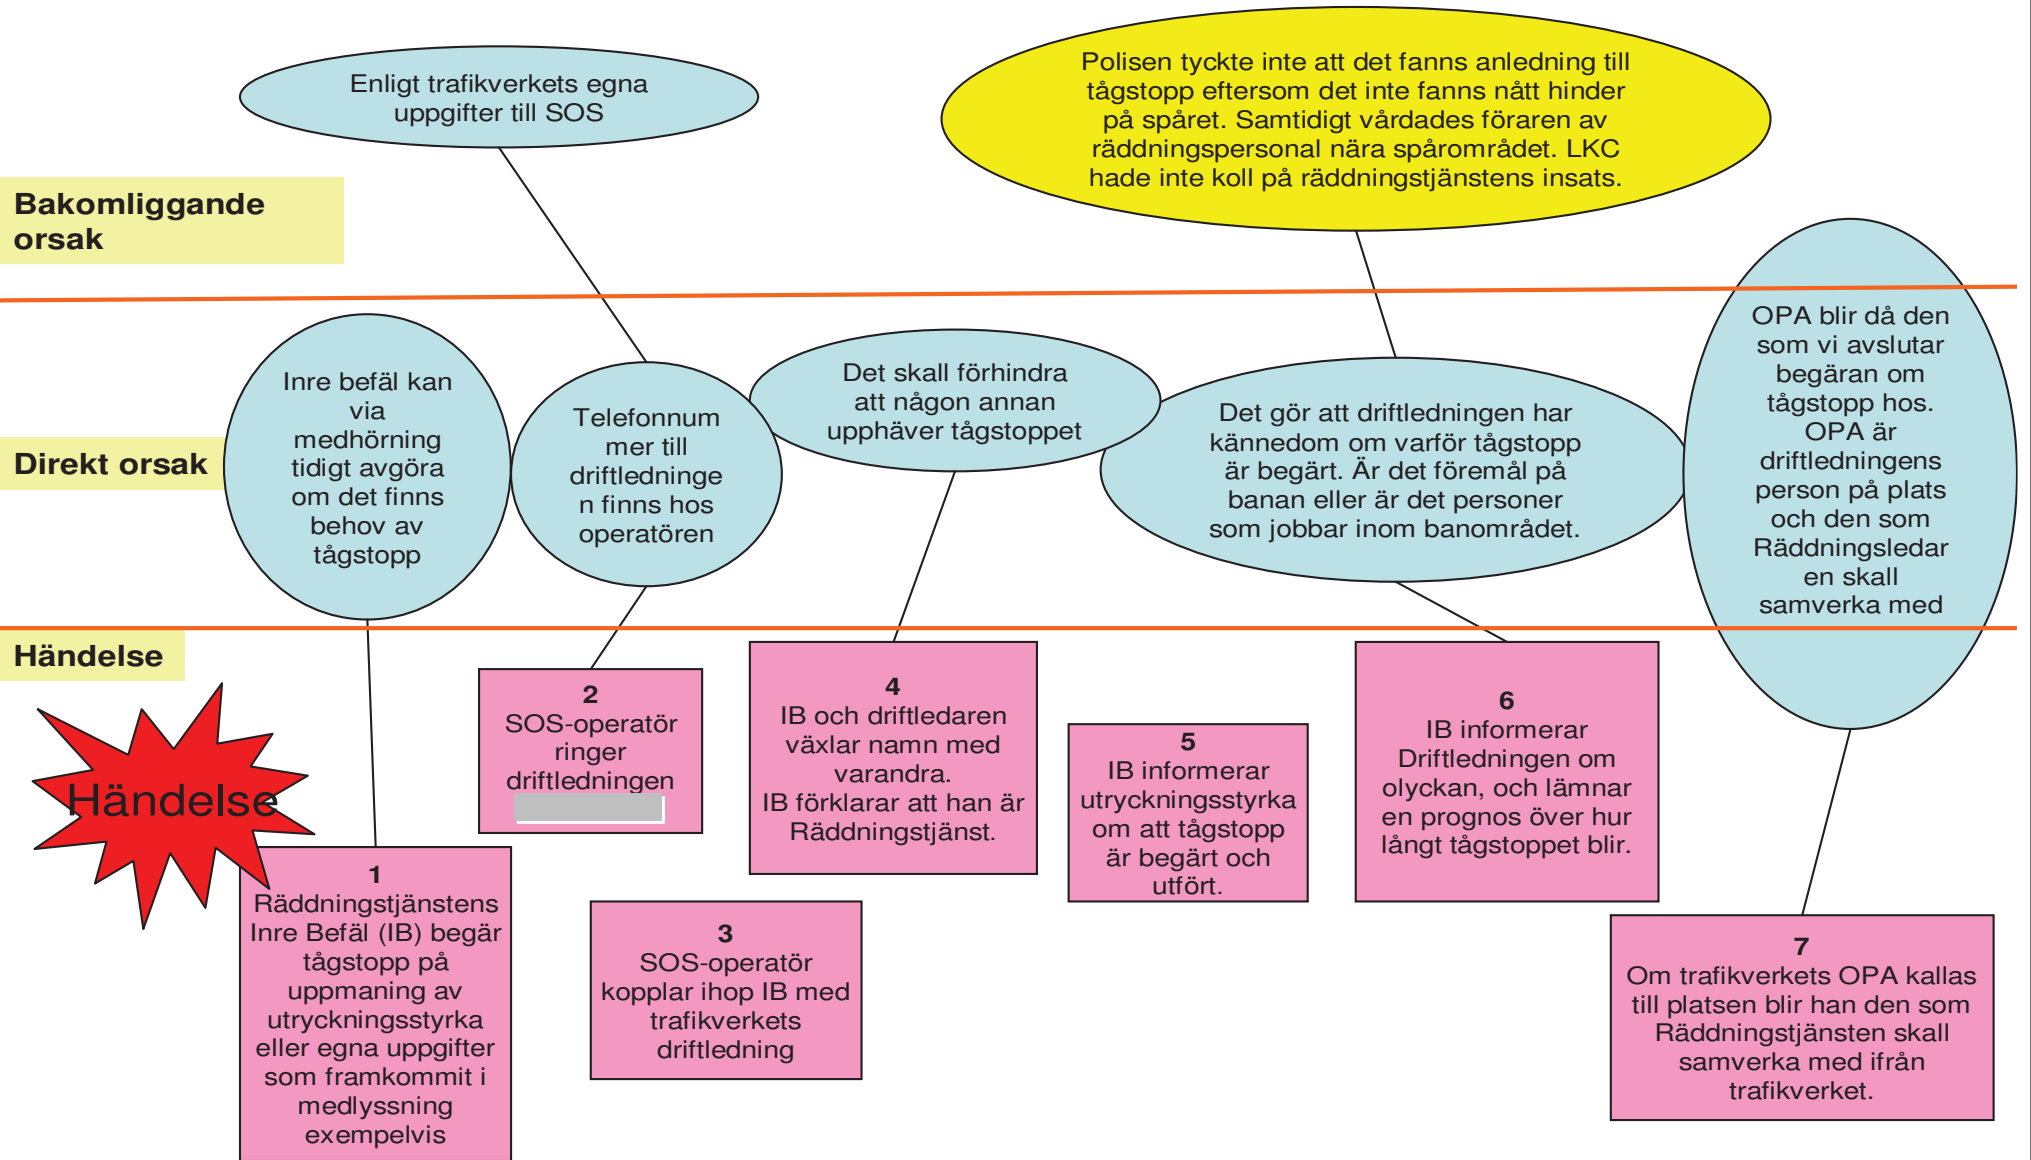 Enligt trafikverkets egna
uppgifter till SOS
Polisen tyckte inte att det fanns anledning till
tågstopp eftersom det inte fanns nått hinder
på spåret. Samtidigt vårdades föraren av
räddningspersonal nära spårområdet. LKC
hade inte koll på räddningstjänstens insats.
Bakomliggande
orsak
Direkt orsak
Inre befäl kan
via
medhörning
tidigt avgöra
om det finns
behov av
tågstopp
Telefonnum
mer till
driftledninge
n finns hos
operatören
Det skall förhindra
att någon annan
upphäver tågstoppet
Det gör att driftledningen har
kännedom om varför tågstopp
är begärt. Är det föremål på
banan eller är det personer
som jobbar inom banområdet.
OPA blir då den
som vi avslutar
begäran om
tågstopp hos.
OPA är
driftledningens
person på plats
och den som
Räddningsledar
en skall
samverka med
Händelse
Händelse
1
Räddningstjänstens
Inre Befäl (IB) begär
tågstopp på
uppmaning av
utryckningsstyrka
eller egna uppgifter
som framkommit i
medlyssning
exempelvis
2
SOS-operatör
ringer
driftledningen
3
SOS-operatör
kopplar ihop IB med
trafikverkets
driftledning
4
IB och driftledaren
växlar namn med
varandra.
IB förklarar att han är
Räddningstjänst.
5
IB informerar
utryckningsstyrka
om att tågstopp
är begärt och
utfört.
6
IB informerar
Driftledningen om
olyckan, och lämnar
en prognos över hur
långt tågstoppet blir.
7
Om trafikverkets OPA kallas
till platsen blir han den som
Räddningstjänsten skall
samverka med ifrån
trafikverket.